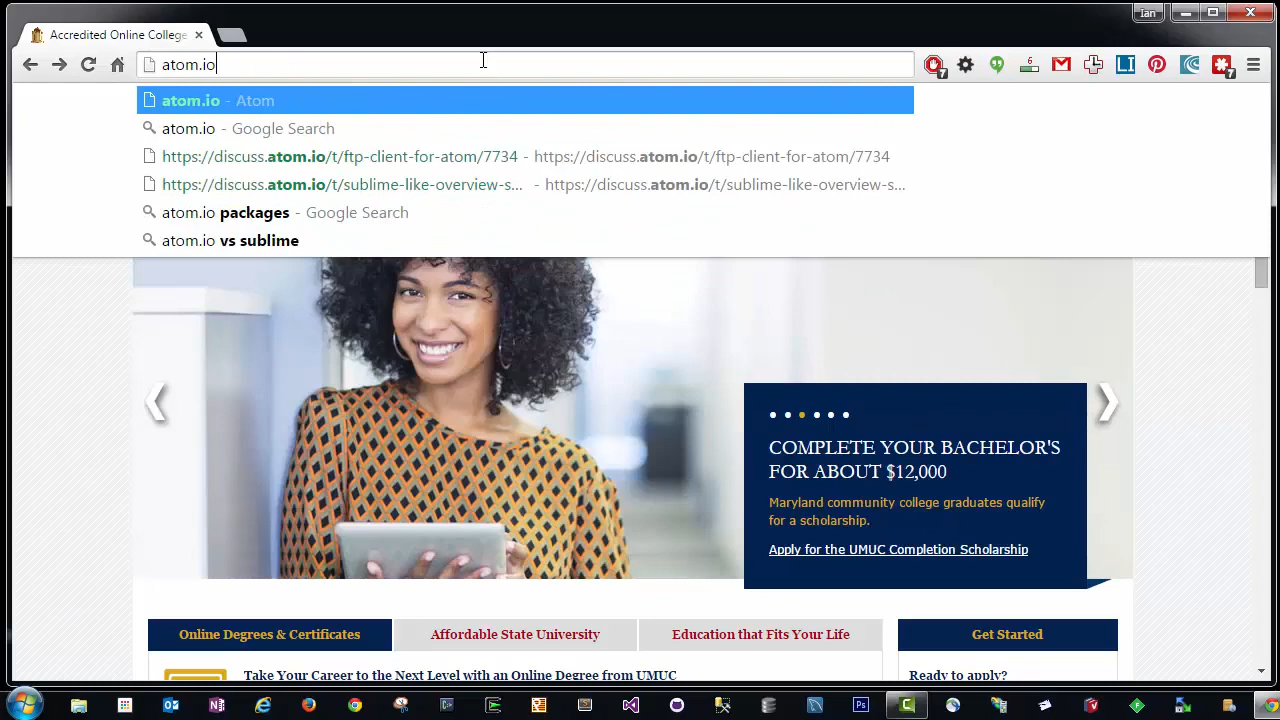 Ian
Accredited Online College
atom.io
7
6
7
atom.io - Atom
atom.io - Google Search
https://discuss.atom.io/t/ftp-client-for-atom/7734 - https://discuss.atom.io/t/ftp-client-for-atom/7734
https://discuss.atom.io/t/sublime-like-overview-s... - https://discuss.atom.io/t/sublime-like-overview-s...
atom.io packages - Google Search
atom.io vs sublime
COMPLETE YOUR BACHELOR'S
FOR ABOUT $12,000
Maryland community college graduates qualify
for a scholarship.
Apply for the UMUC Completion Scholarship
Online Degrees & Certificates
Affordable State University
Education that Fits Your Life
Get Started
Take Your Career to the Next Level with an Online Degree from UMUC
Ready to apply?